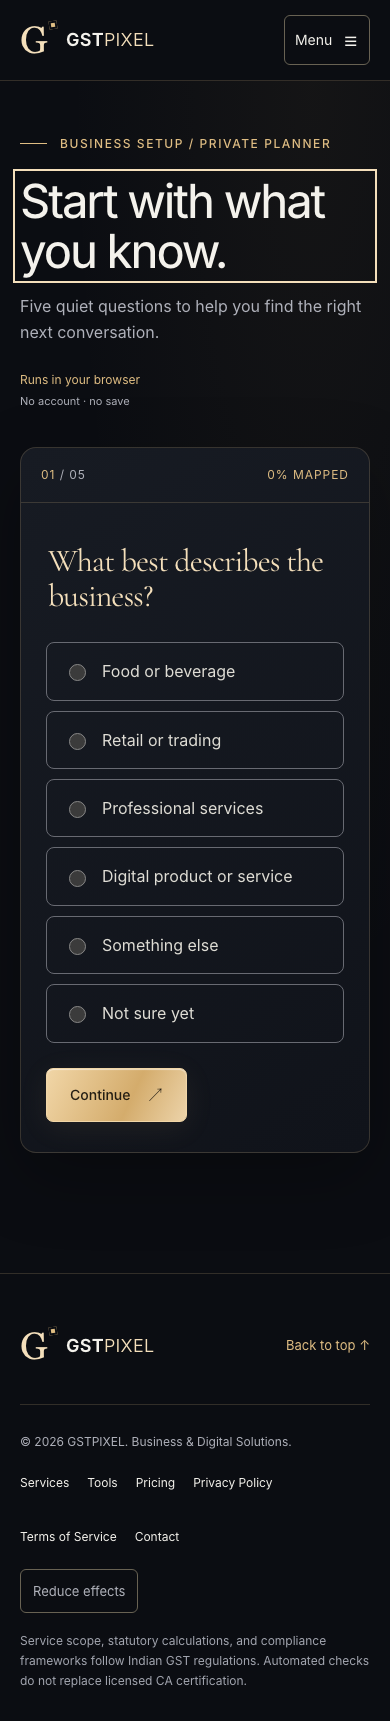 GSTPIXEL
Menu ☰
BUSINESS SETUP / PRIVATE PLANNER
Start with what
you know.
Five quiet questions to help you find the right
next conversation.
Runs in your browser
No account · no save
01 / 05
0% MAPPED
What best describes the
business?
Food or beverage
Retail or trading
Professional services
Digital product or service
Something else
Not sure yet
Continue ↗
GSTPIXEL
Back to top ↑
© 2026 GSTPIXEL. Business & Digital Solutions.
Services Tools Pricing Privacy Policy
Terms of Service Contact
Reduce effects
Service scope, statutory calculations, and compliance
frameworks follow Indian GST regulations. Automated checks
do not replace licensed CA certification.